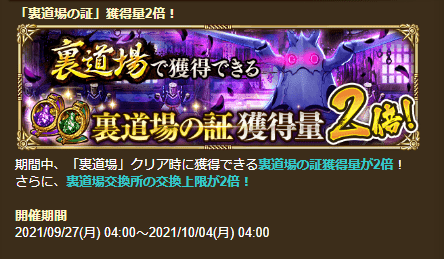 「裏道場の証」獲得量2倍！
裏道場で獲得できる
裏道場の証獲得量2倍!
期間中、「裏道場」クリア時に獲得できる裏道場の証獲得量が2倍！
さらに、裏道場交換所の交換上限が2倍！
開催期間
2021/09/27(月) 04:00～2021/10/04(月) 04:00